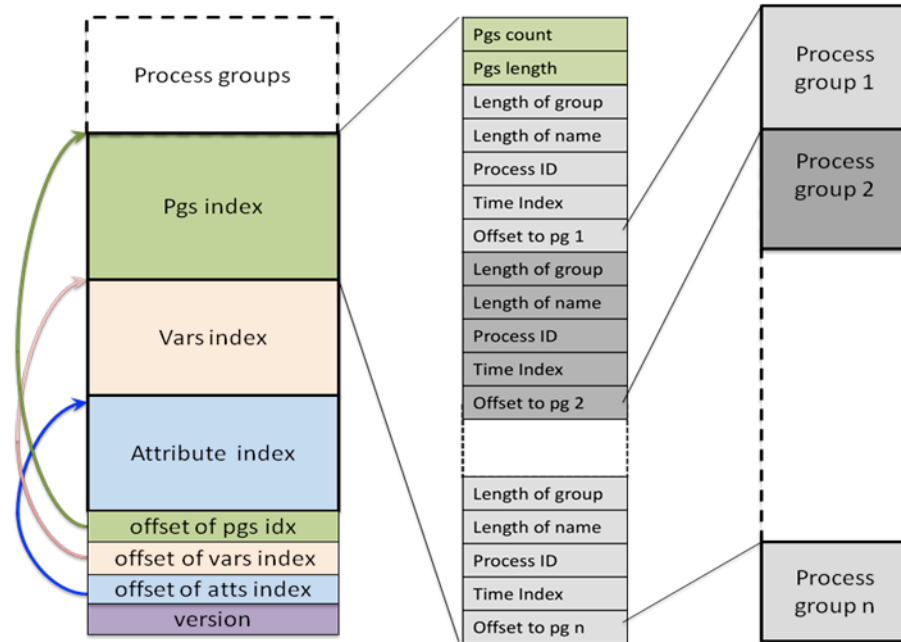 Process groups
Pgs index
Vars index
Attribute index
offset of pgs idx
offset of vars index
offset of atts index
version
Pgs count
Pgs length
Length of group
Length of name
Process ID
Time Index
Offset to pg 1
Length of group
Length of name
Process ID
Time Index
Offset to pg 2
Length of group
Length of name
Process ID
Time Index
Offset to pg n
Process
group 1
Process
group 2
Process
group n